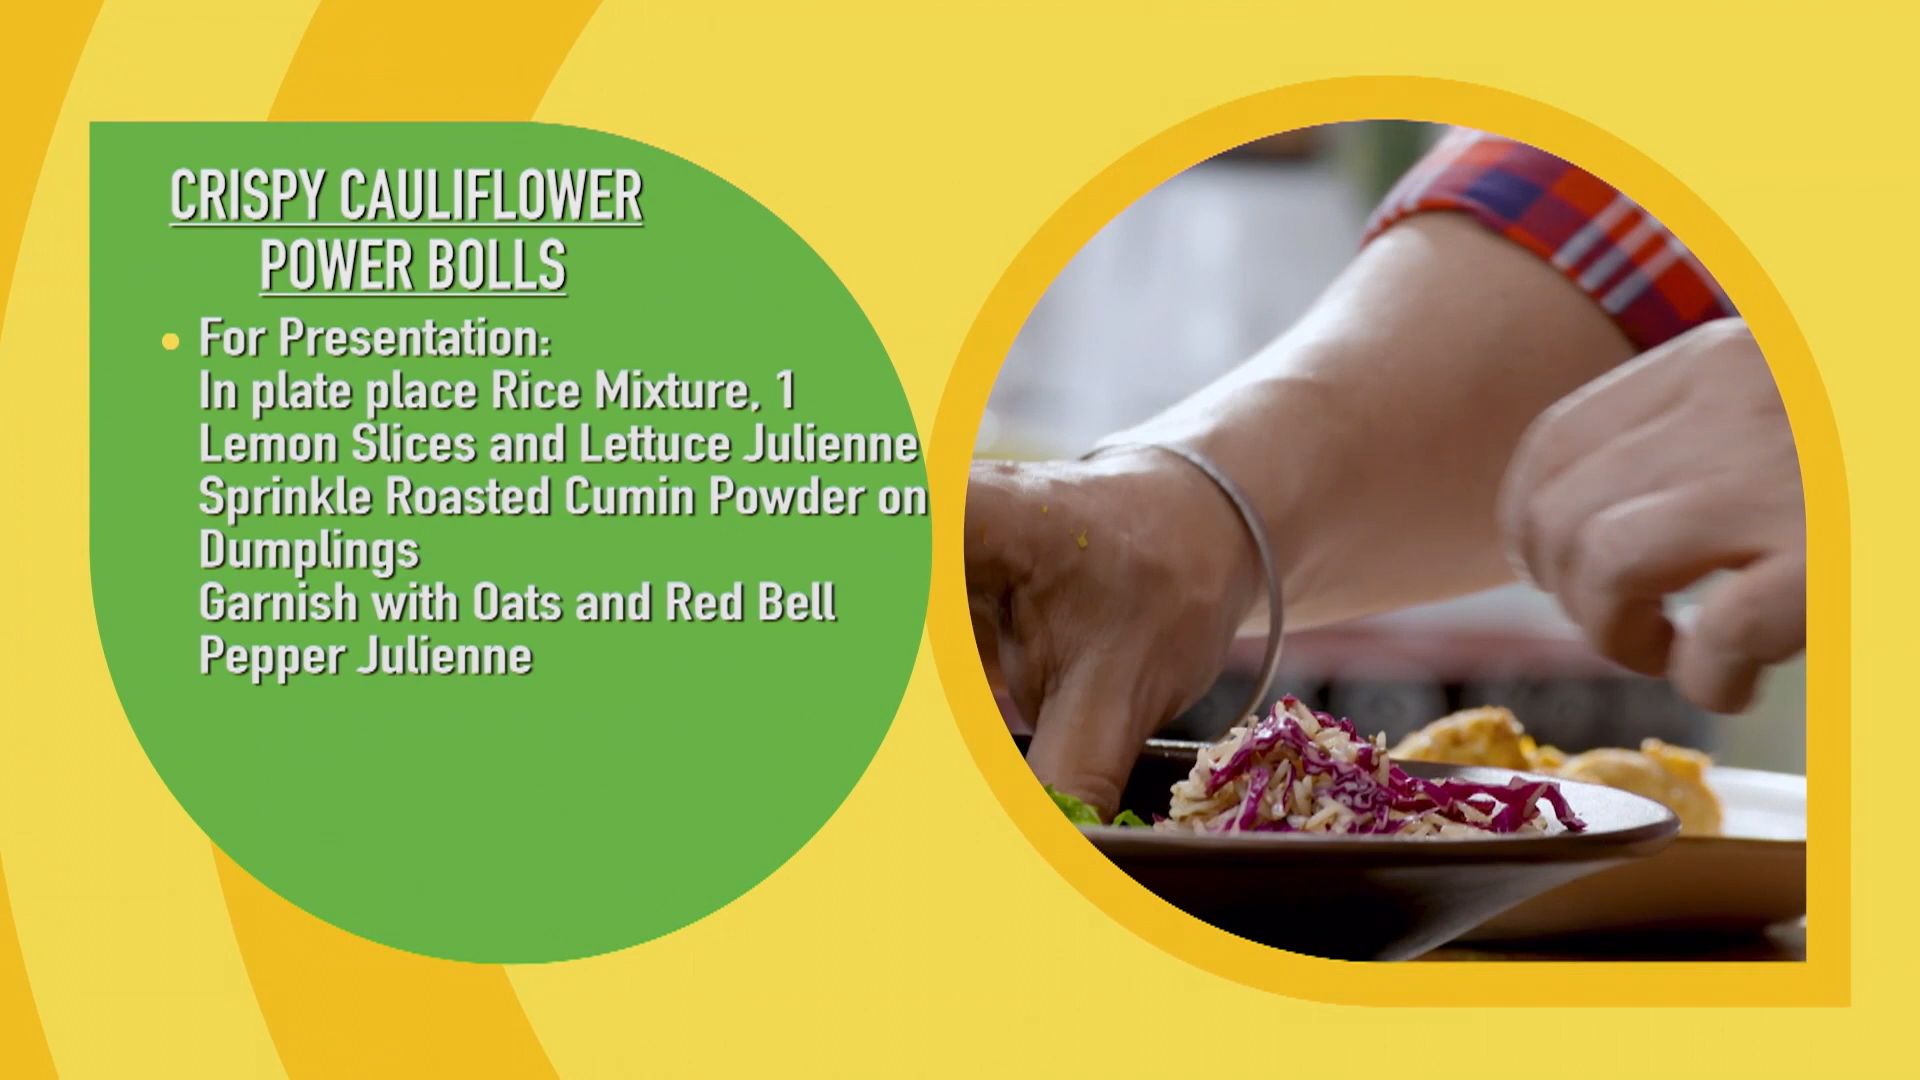 CRISPY CAULIFLOWER
POWER BOLLS
For Presentation:
In plate place Rice Mixture, 1
Lemon Slices and Lettuce Julienne
Sprinkle Roasted Cumin Powder on
Dumplings
Garnish with Oats and Red Bell
Pepper Julienne